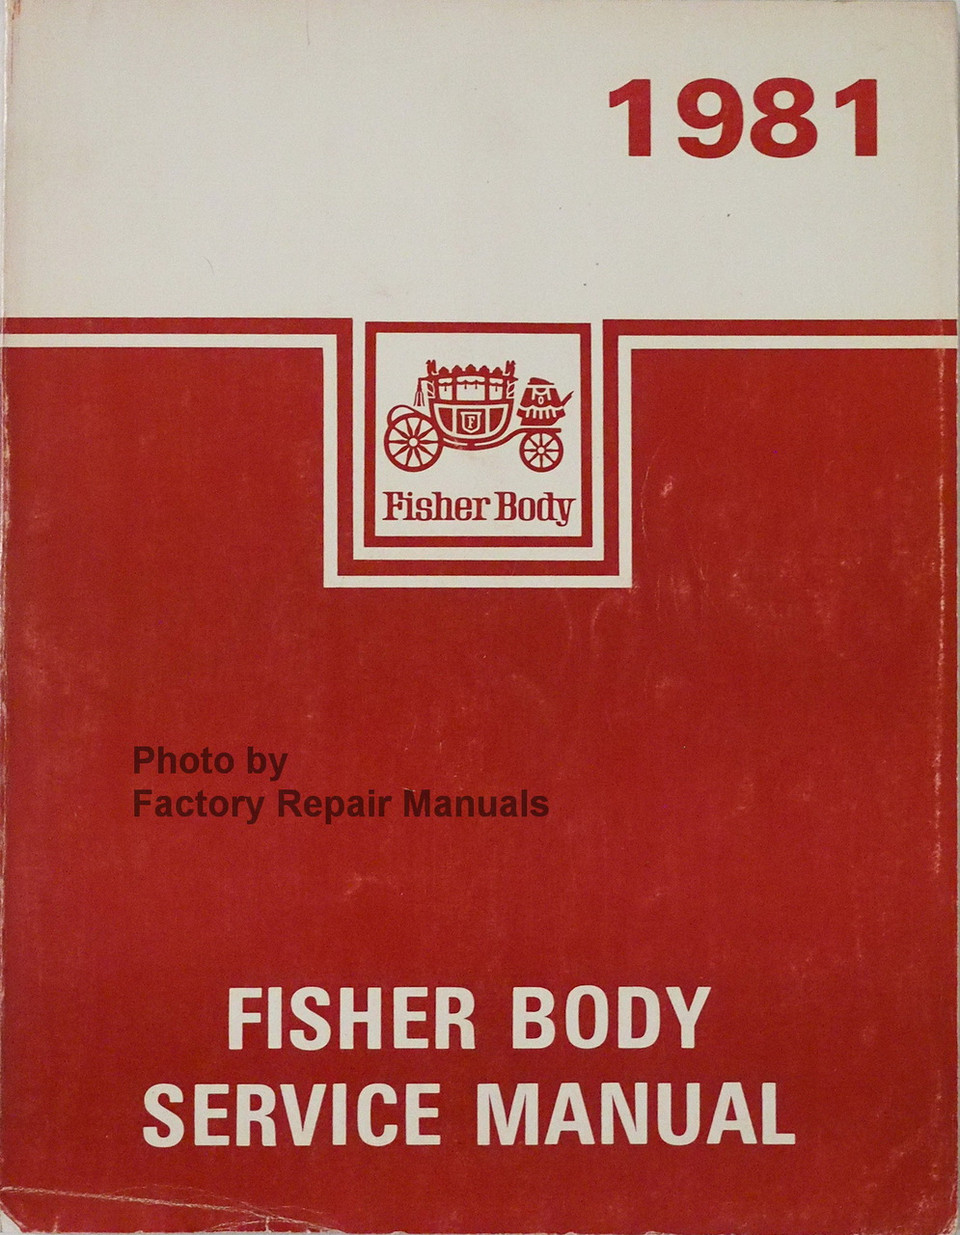 1981
F
Fisher Body
Photo by
Factory Repair Manuals
FISHER BODY
SERVICE MANUAL